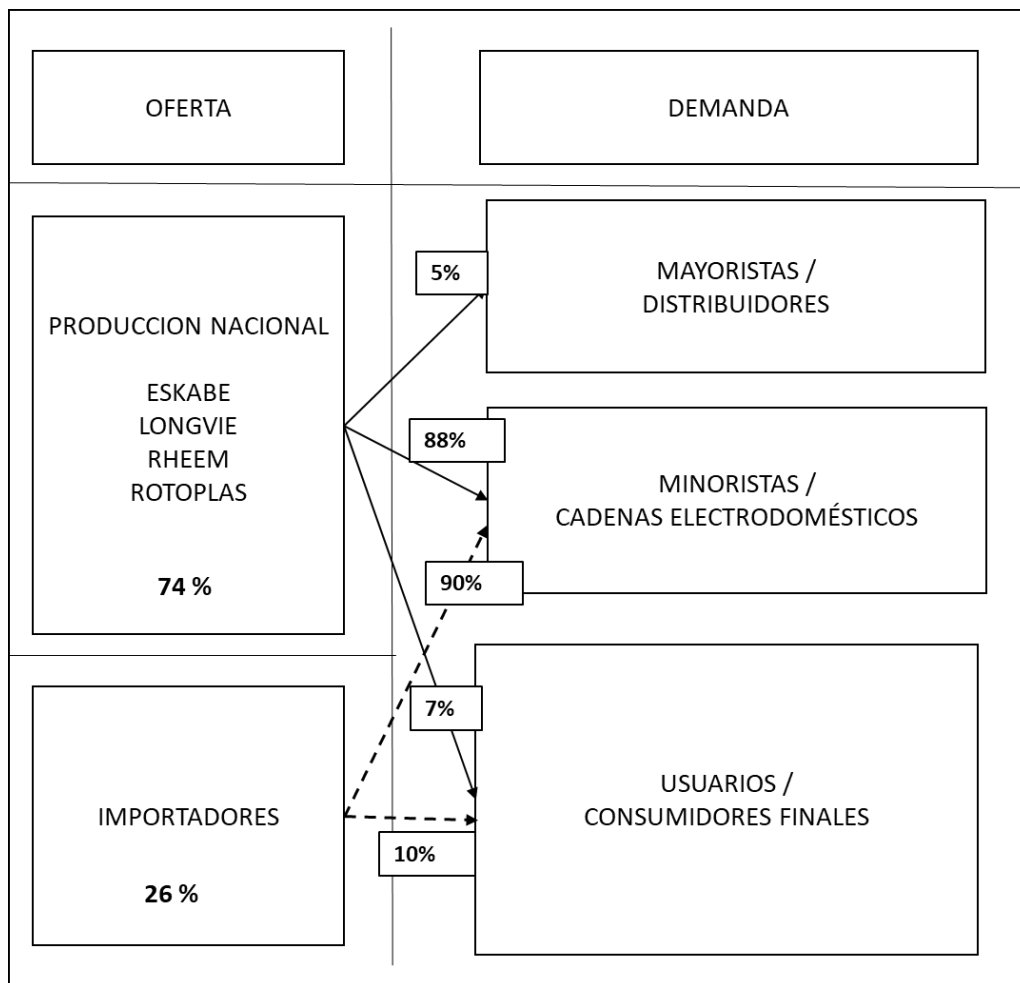 OFERTA
DEMANDA
PRODUCCION NACIONAL
ESKABE
LONGVIE
RHEEM
ROTOPLAS
74 %
IMPORTADORES
26 %
5%
88%
90%
7%
10%
MAYORISTAS /
DISTRIBUIDORES
MINORISTAS /
CADENAS ELECTRODOMÉSTICOS
USUARIOS /
CONSUMIDORES FINALES